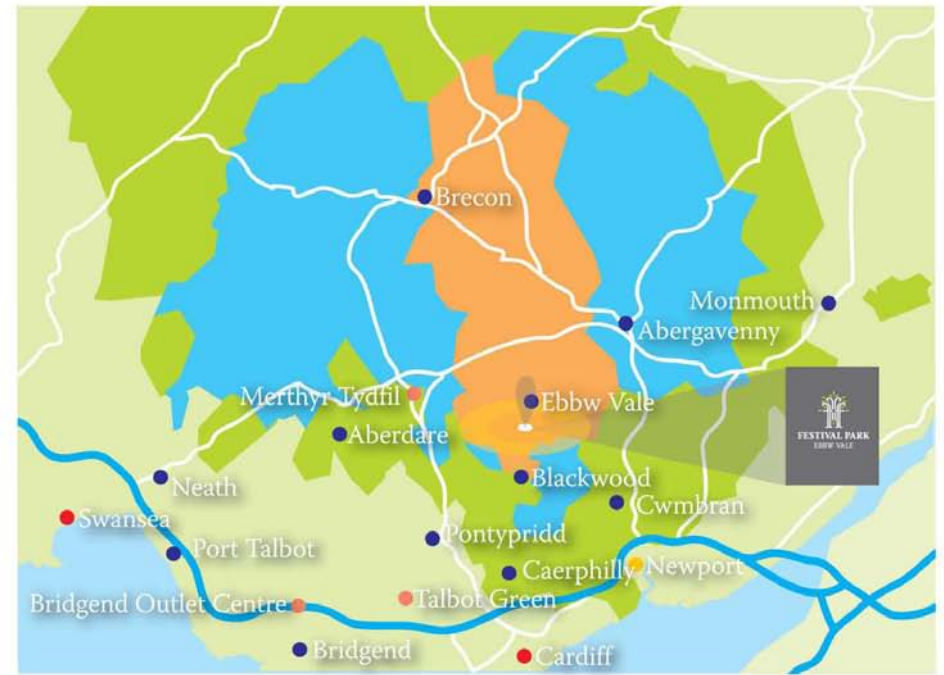 Brecon
Monmouth
Abergavenny
Merthyr Tydfil
Ebbw Vale
FESTIVAL PARK
EBBW VALE
Aberdare
Blackwood
Neath
Cwmbran
Swansea
Pontypridd
Port Talbot
Caerphilly
Newport
Bridgend Outlet Centre
Talbot Green
Bridgend
Cardiff